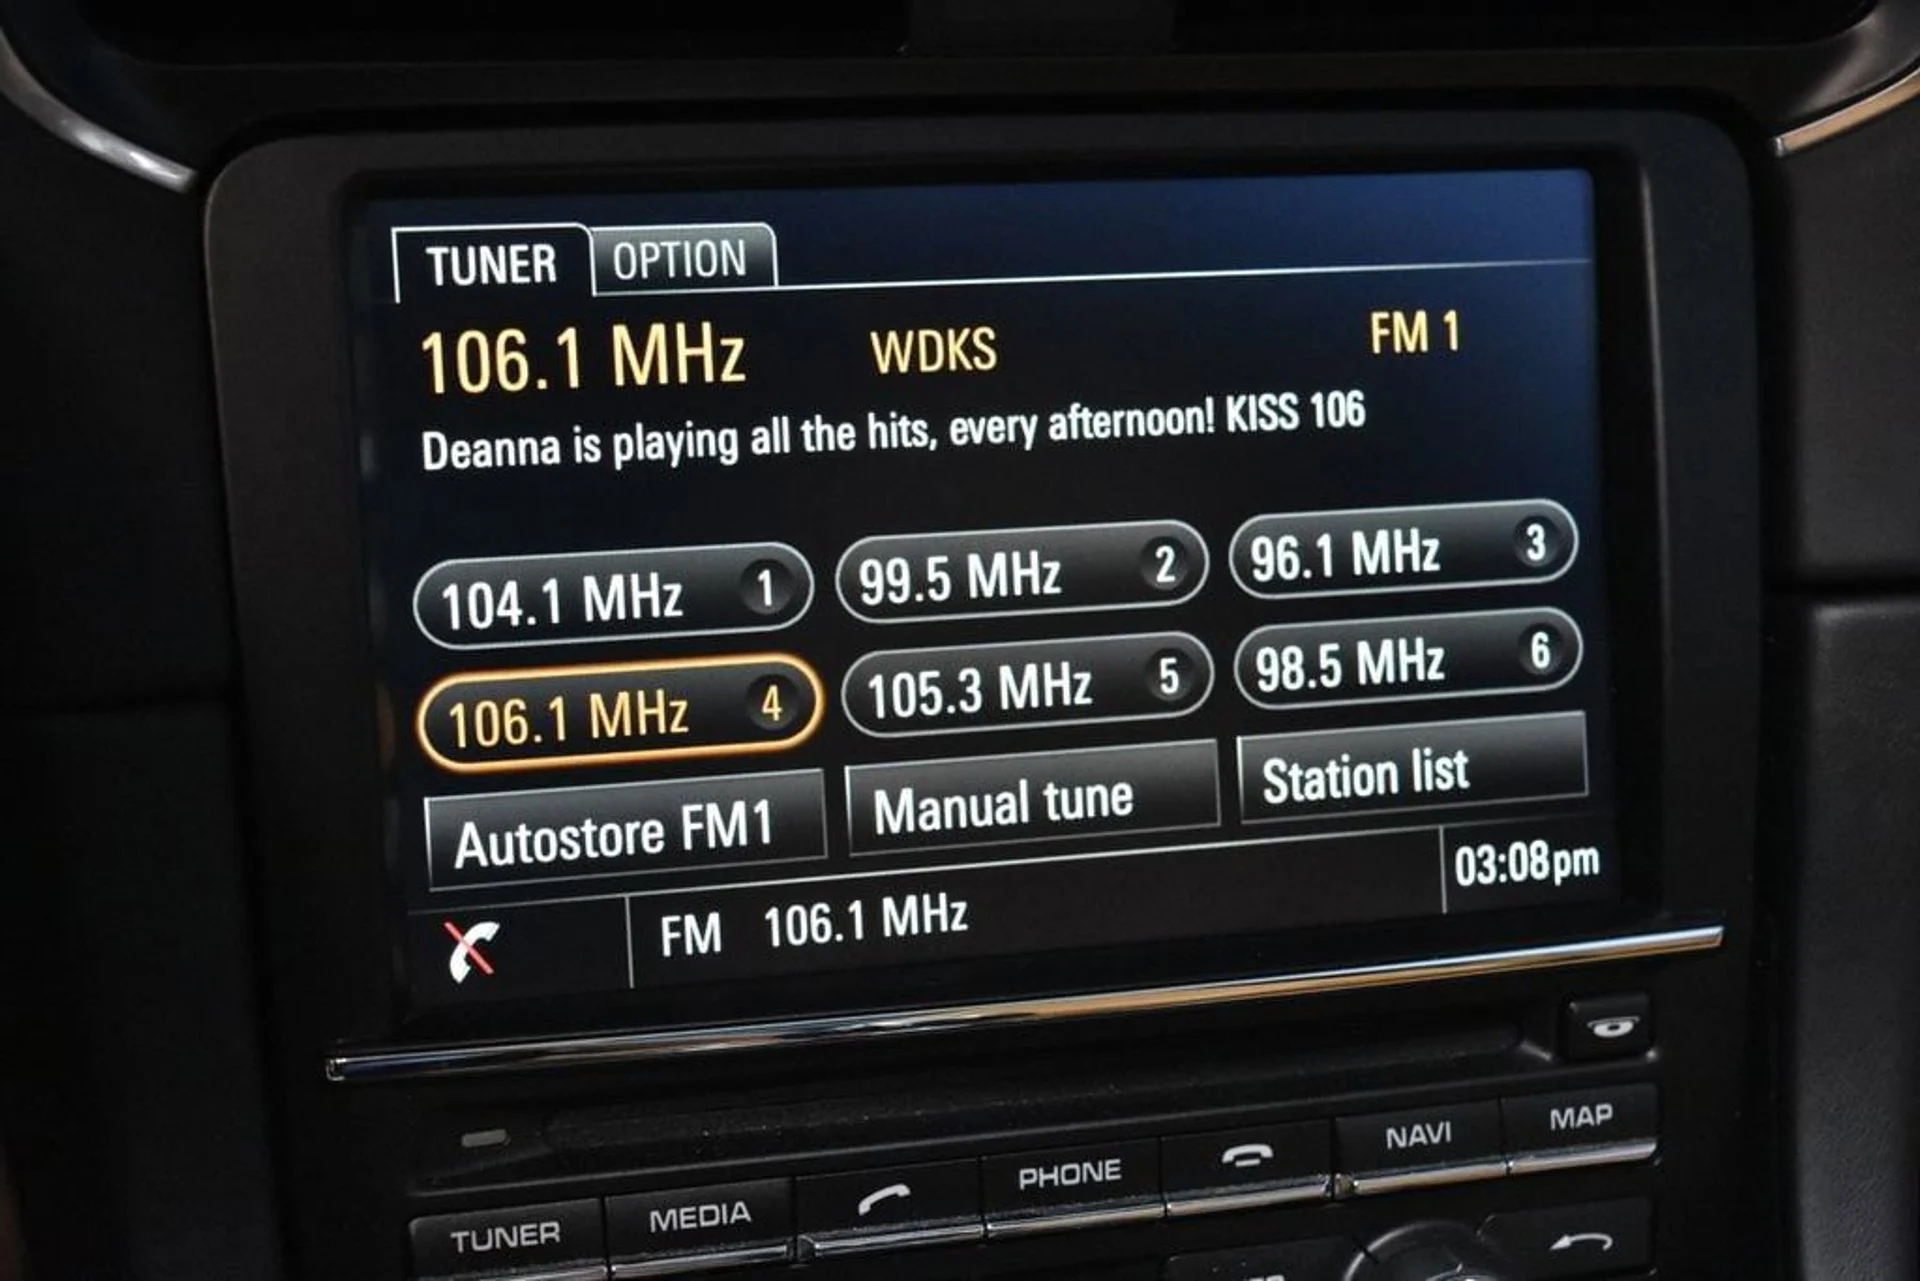 TUNER OPTION
106.1 MHz WDKS FM 1
Deanna is playing all the hits, every afternoon! KISS 106
104.1 MHz 1 99.5 MHz 2 96.1 MHz 3
106.1 MHz 4 105.3 MHz 5 98.5 MHz 6
Autostore FM1 Manual tune Station list
FM 106.1 MHz 03:08pm
TUNER MEDIA PHONE NAVI MAP